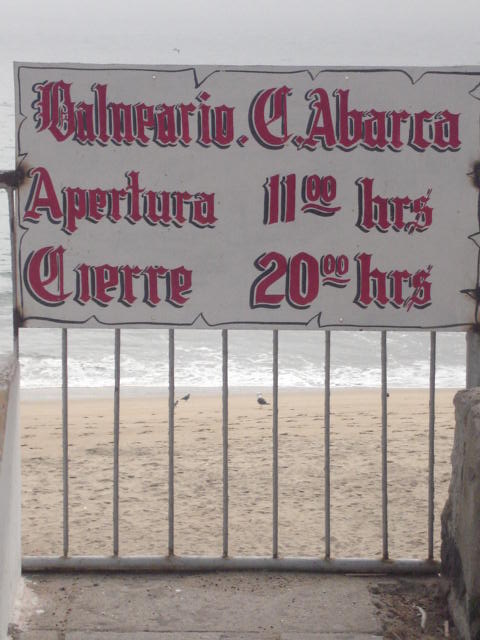 Balneario. C. Abarca
Apertura 11⁰⁰ hrs
Cierre 20⁰⁰ hrs